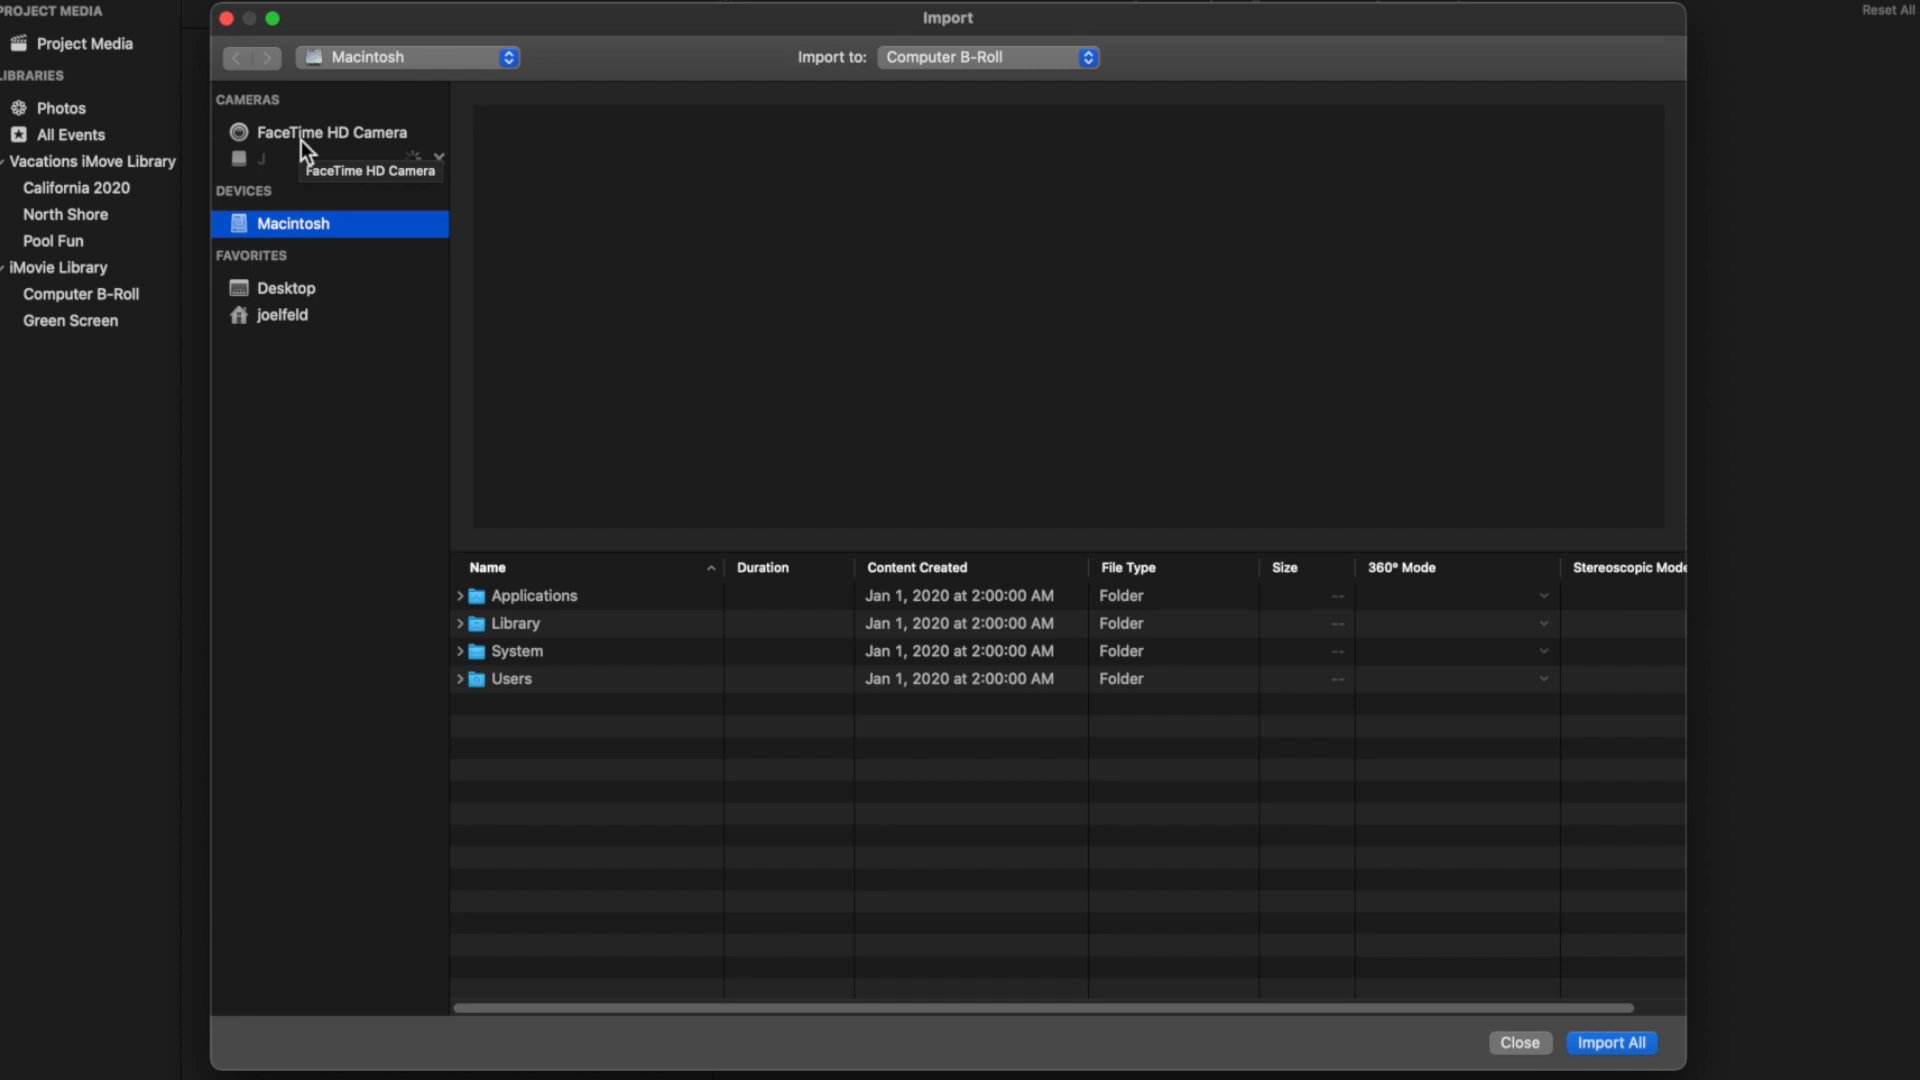 PROJECT MEDIA
Project Media
LIBRARIES
Photos
All Events
Vacations iMove Library
California 2020
North Shore
Pool Fun
iMovie Library
Computer B-Roll
Green Screen
Import
Reset All
Macintosh
Import to: Computer B-Roll
CAMERAS
FaceTime HD Camera
J
FaceTime HD Camera
DEVICES
Macintosh
FAVORITES
Desktop
joelfeld
Name Duration Content Created File Type Size 360° Mode Stereoscopic Mode
Applications Jan 1, 2020 at 2:00:00 AM Folder --
Library Jan 1, 2020 at 2:00:00 AM Folder --
System Jan 1, 2020 at 2:00:00 AM Folder --
Users Jan 1, 2020 at 2:00:00 AM Folder --
Close Import All